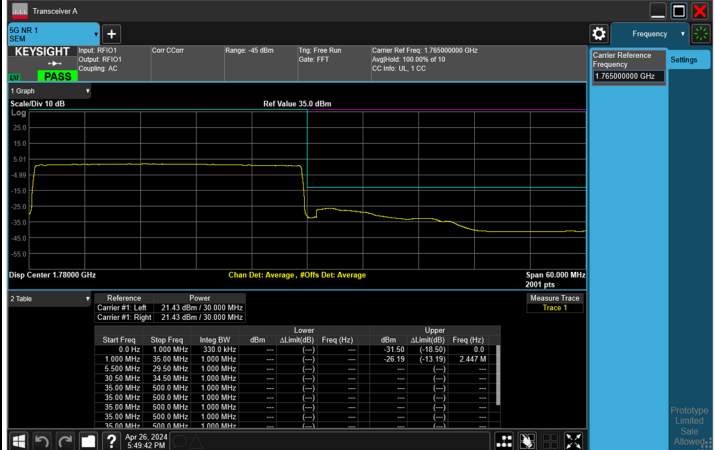 Transceiver A
5G NR 1
SEM
Frequency
KEYSIGHT
Input: RFIO1
Output: RFIO1
Coupling: AC
Corr CCorr
Range: -45 dBm
Trig: Free Run
Gate: FFT
Carrier Ref Freq: 1.765000000 GHz
Avg|Hold: 100.00% of 10
CC Info: UL, 1 CC
PASS
Carrier Reference
Frequency
1.765000000 GHz
Settings
1 Graph
Scale/Div 10 dB
Ref Value 35.0 dBm
Log
25.0
15.0
5.01
-4.99
-15.0
-25.0
-35.0
-45.0
-55.0
Disp Center 1.78000 GHz
Chan Det: Average , #Offs Det: Average
Span 60.000 MHz
2001 pts
2 Table
Reference Power
Carrier #1: Left 21.43 dBm / 30.000 MHz
Carrier #1: Right 21.43 dBm / 30.000 MHz
Measure Trace
Trace 1
Lower Upper
Start Freq Stop Freq Integ BW dBm ΔLimit(dB) Freq (Hz) dBm ΔLimit(dB) Freq (Hz)
0.0 Hz 1.000 MHz 330.0 kHz --- (---) --- -31.50 (-18.50) 0.0
1.000 MHz 35.00 MHz 1.000 MHz --- (---) --- -26.19 (-13.19) 2.447 M
5.500 MHz 29.50 MHz 1.000 MHz --- (---) --- --- (---) ---
30.50 MHz 34.50 MHz 1.000 MHz --- (---) --- --- (---) ---
35.00 MHz 500.0 MHz 1.000 MHz --- (---) --- --- (---) ---
35.00 MHz 500.0 MHz 1.000 MHz --- (---) --- --- (---) ---
35.00 MHz 500.0 MHz 1.000 MHz --- (---) --- --- (---) ---
35.00 MHz 500.0 MHz 1.000 MHz --- (---) --- --- (---) ---
Apr 26, 2024
5:49:42 PM
Prototype
Limited
Sale
Allowed